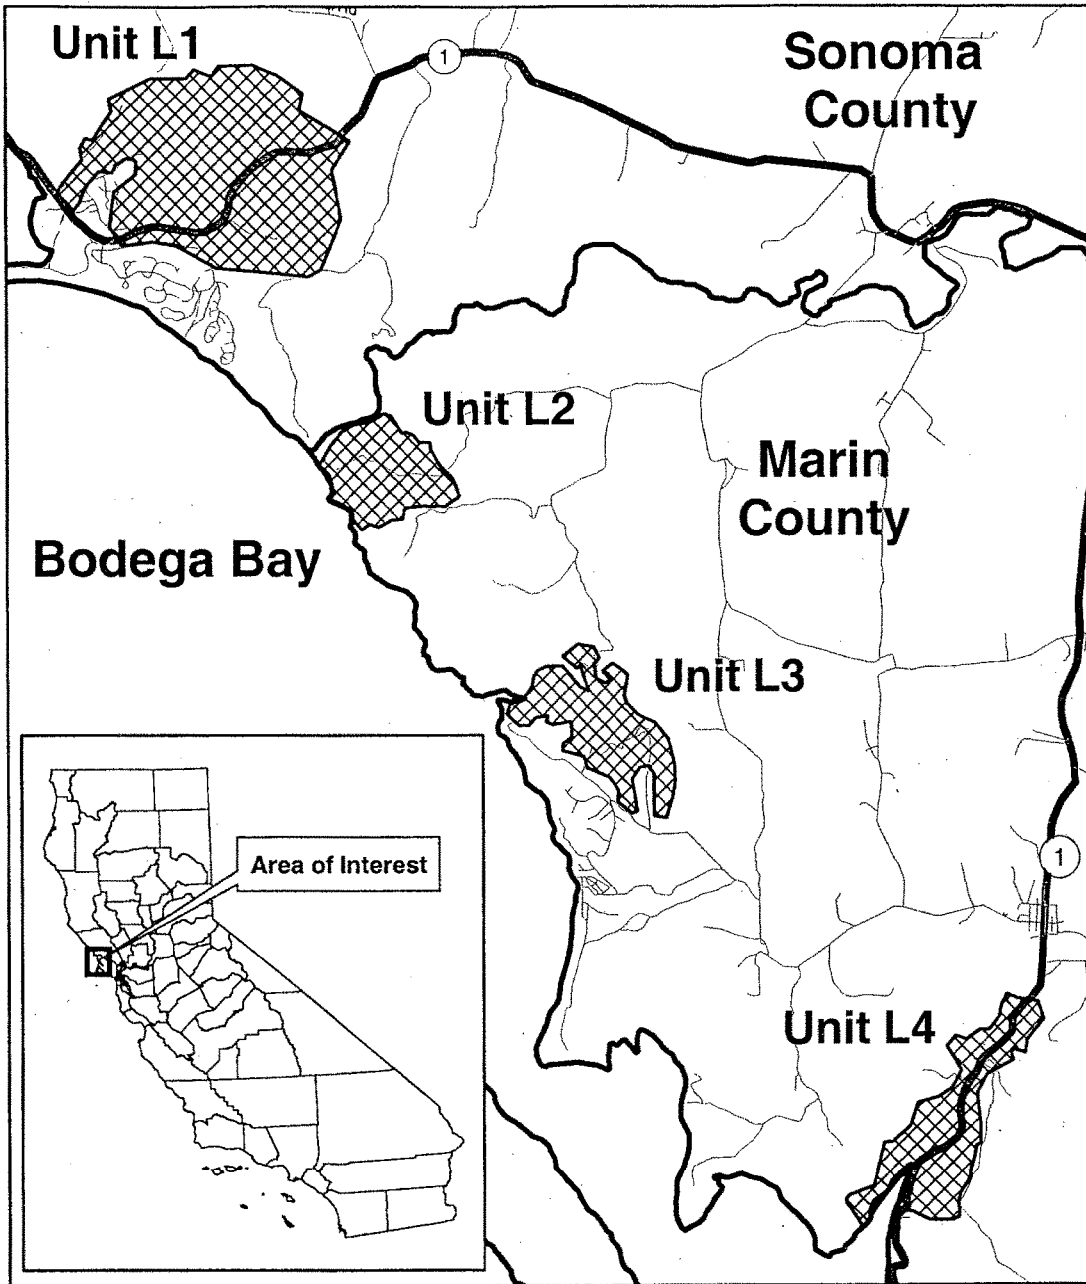 Unit L1
1
Sonoma
County
Unit L2
Marin
County
Bodega Bay
Unit L3
Area of Interest
1
Unit L4